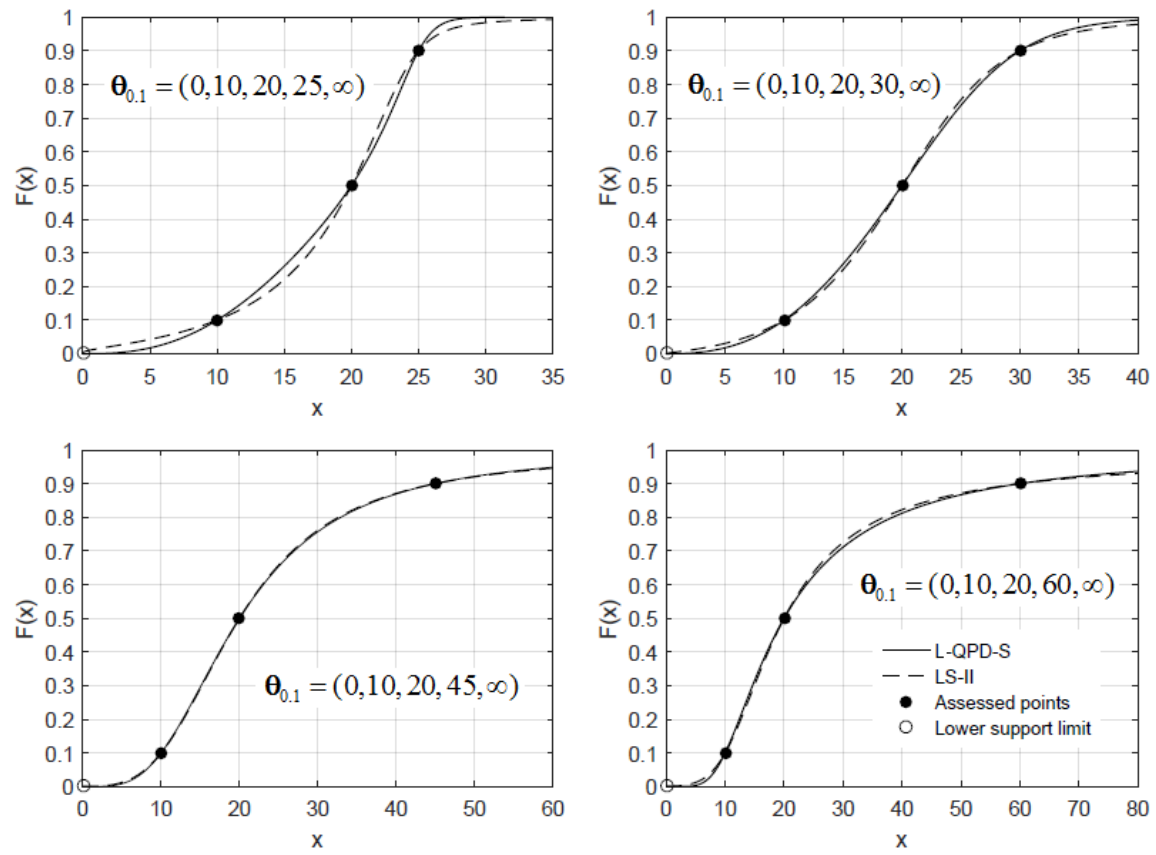 1
0.9
0.8
0.7
0.6
0.5
0.4
0.3
0.2
0.1
0
F(x)
θ0.1 = (0,10,20,25,∞)
0 5 10 15 20 25 30 35
x
1
0.9
0.8
0.7
0.6
0.5
0.4
0.3
0.2
0.1
0
F(x)
θ0.1 = (0,10,20,30,∞)
0 5 10 15 20 25 30 35 40
x
1
0.9
0.8
0.7
0.6
0.5
0.4
0.3
0.2
0.1
0
F(x)
θ0.1 = (0,10,20,45,∞)
0 10 20 30 40 50 60
x
1
0.9
0.8
0.7
0.6
0.5
0.4
0.3
0.2
0.1
0
F(x)
θ0.1 = (0,10,20,60,∞)
L-QPD-S
LS-II
Assessed points
Lower support limit
0 10 20 30 40 50 60 70 80
x